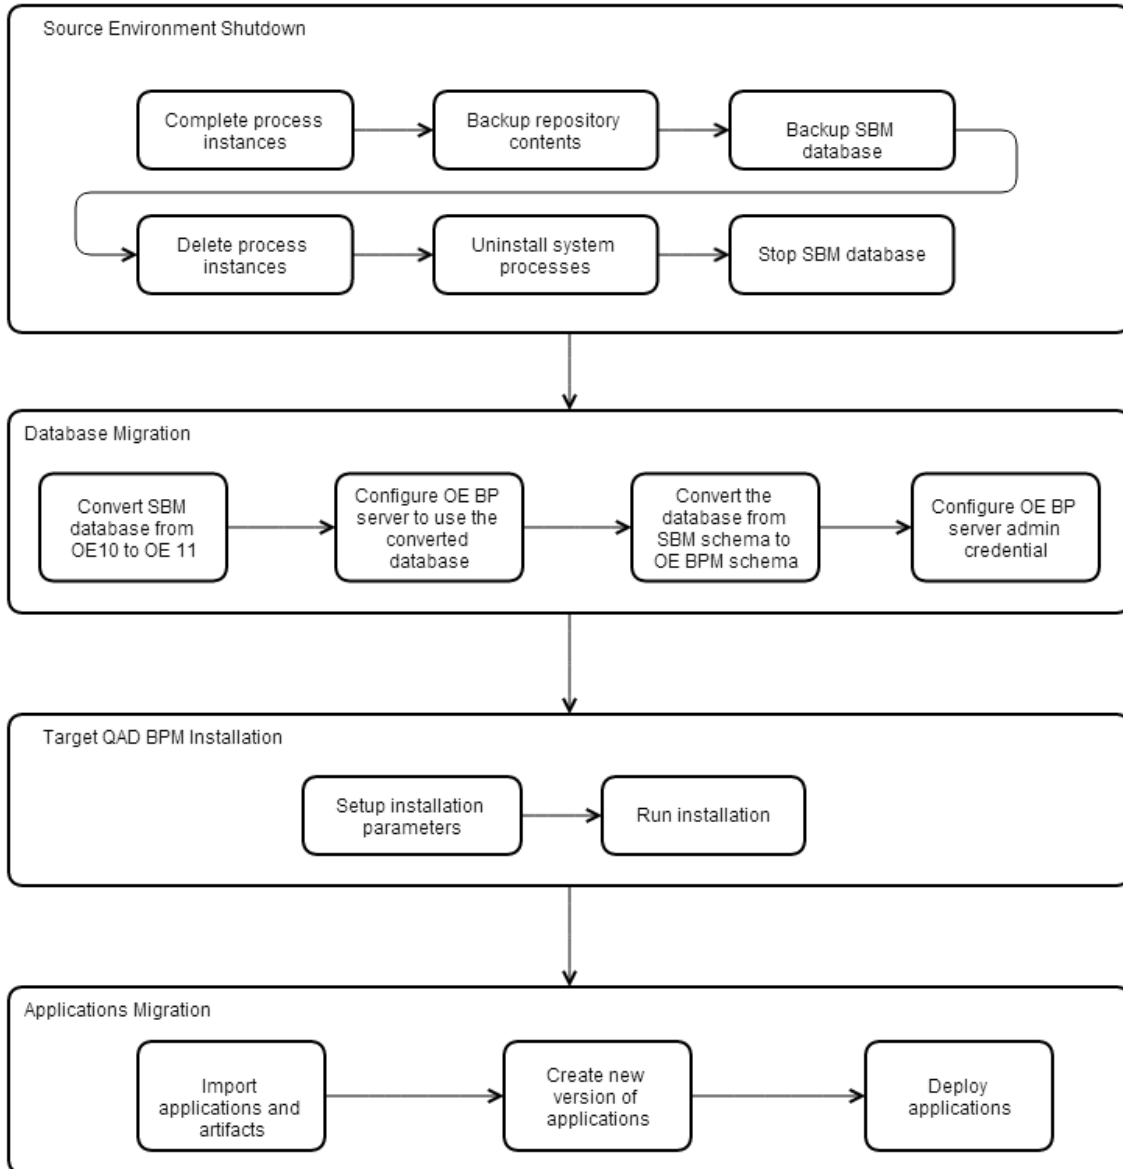 Source Environment Shutdown
Complete process
instances
Backup repository
contents
Backup SBM
database
Delete process
instances
Uninstall system
processes
Stop SBM database
Database Migration
Convert SBM
database from
OE10 to OE 11
Configure OE BP
server to use the
converted
database
Convert the
database from
SBM schema to
OE BPM schema
Configure OE BP
server admin
credential
Target QAD BPM Installation
Setup installation
parameters
Run installation
Applications Migration
Import
applications and
artifacts
Create new
version of
applications
Deploy
applications